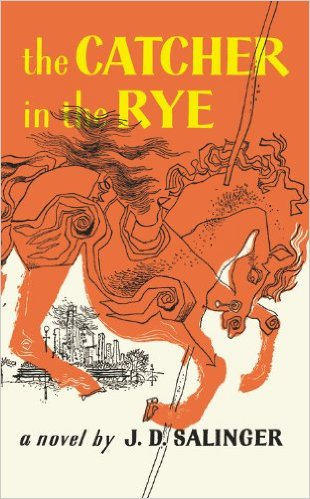 the CATCHER
in the RYE
a novel by J. D. SALINGER